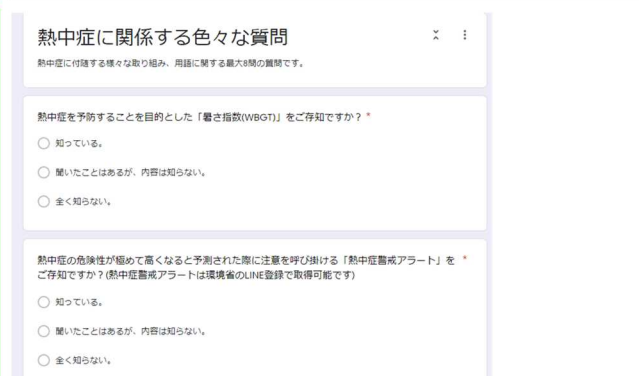 熱中症に関係する色々な質問
熱中症に付随する様々な取り組み、用語に関する最大8問の質問です。
熱中症を予防することを目的とした「暑さ指数(WBGT)」をご存知ですか？ *
知っている。
聞いたことはあるが、内容は知らない。
全く知らない。
熱中症の危険性が極めて高くなると予測された際に注意を呼び掛ける「熱中症警戒アラート」を *
ご存知ですか？(熱中症警戒アラートは環境省のLINE登録で取得可能です)
知っている。
聞いたことはあるが、内容は知らない。
全く知らない。